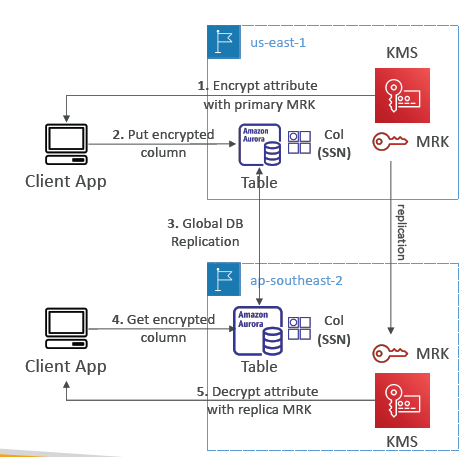 us-east-1
KMS
1. Encrypt attribute
with primary MRK
2. Put encrypted
column
Client App
Amazon
Aurora
Col
(SSN)
MRK
Table
3. Global DB
Replication
replication
ap-southeast-2
4. Get encrypted
column
Client App
Amazon
Aurora
Col
(SSN)
MRK
Table
5. Decrypt attribute
with replica MRK
KMS